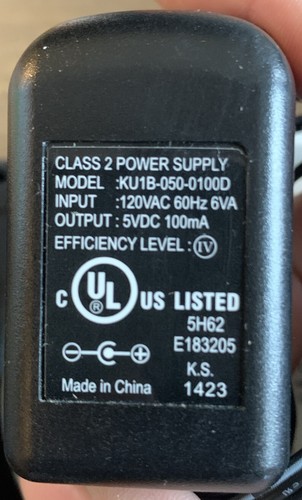 CLASS 2 POWER SUPPLY
MODEL :KU1B-050-0100D
INPUT :120VAC 60Hz 6VA
OUTPUT : 5VDC 100mA
EFFICIENCY LEVEL : IV
C UL ® US LISTED
5H62
E183205
K.S.
Made in China 1423